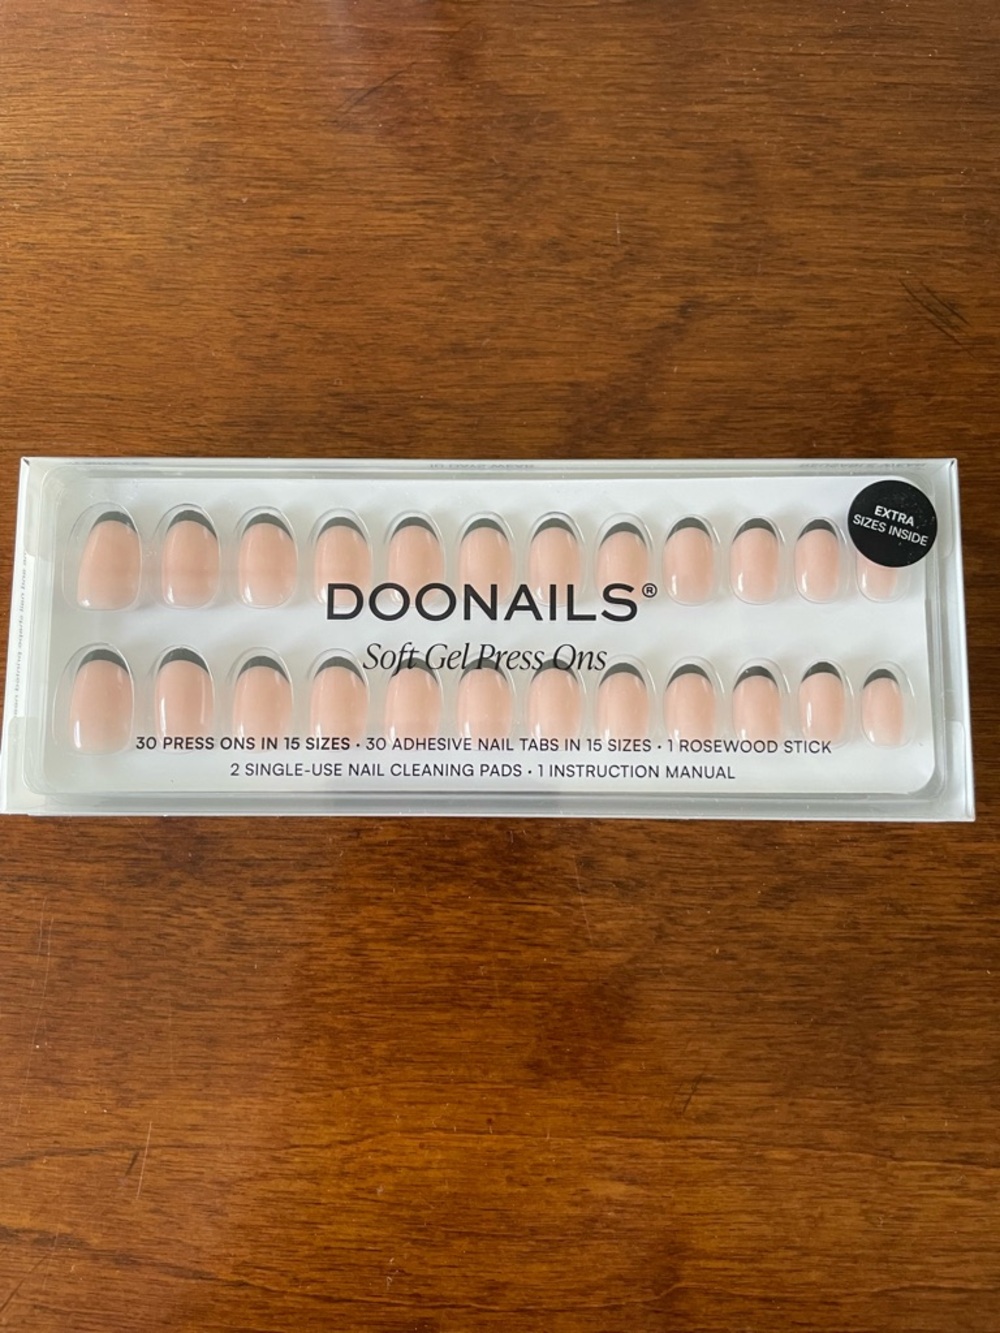 EXTRA
SIZES INSIDE
DOONAILS®
Soft Gel Press Ons
30 PRESS ONS IN 15 SIZES • 30 ADHESIVE NAIL TABS IN 15 SIZES • 1 ROSEWOOD STICK
2 SINGLE-USE NAIL CLEANING PADS • 1 INSTRUCTION MANUAL